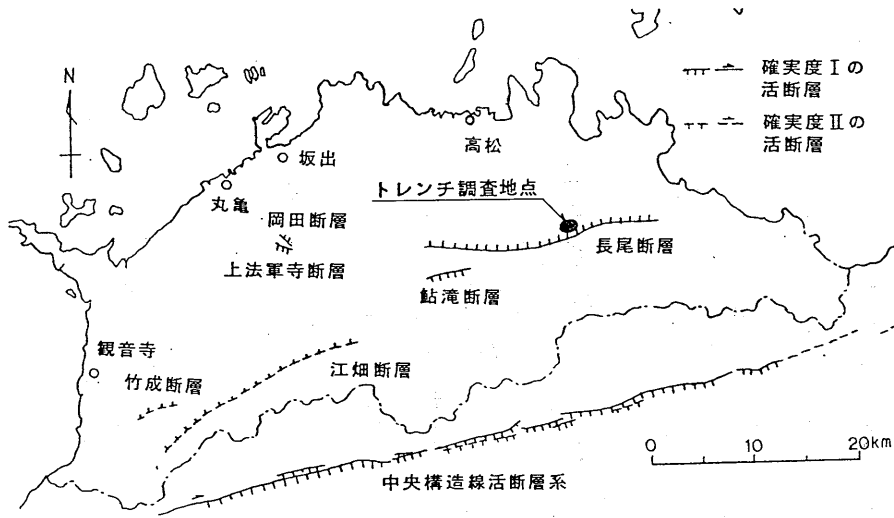 N
確実度Ⅰの
活断層
確実度Ⅱの
活断層
高松
坂出
丸亀
トレンチ調査地点
岡田断層
長尾断層
上法軍寺断層
鮎滝断層
観音寺
竹成断層
江畑断層
中央構造線活断層系
0 10 20km